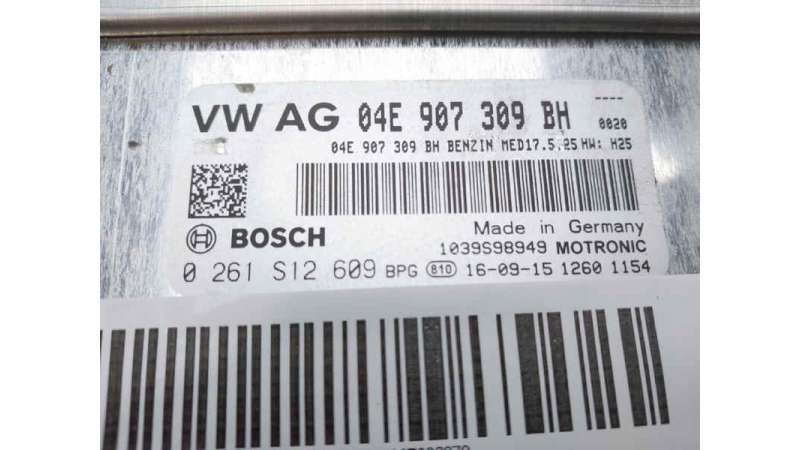 VW AG 04E 907 309 BH ----
0020
04E 907 309 BH BENZIN MED17.5.25 HW: H25
BOSCH
Made in Germany
1039S98949 MOTRONIC
0 261 S12 609 BPG 810 16-09-15 1260 1154